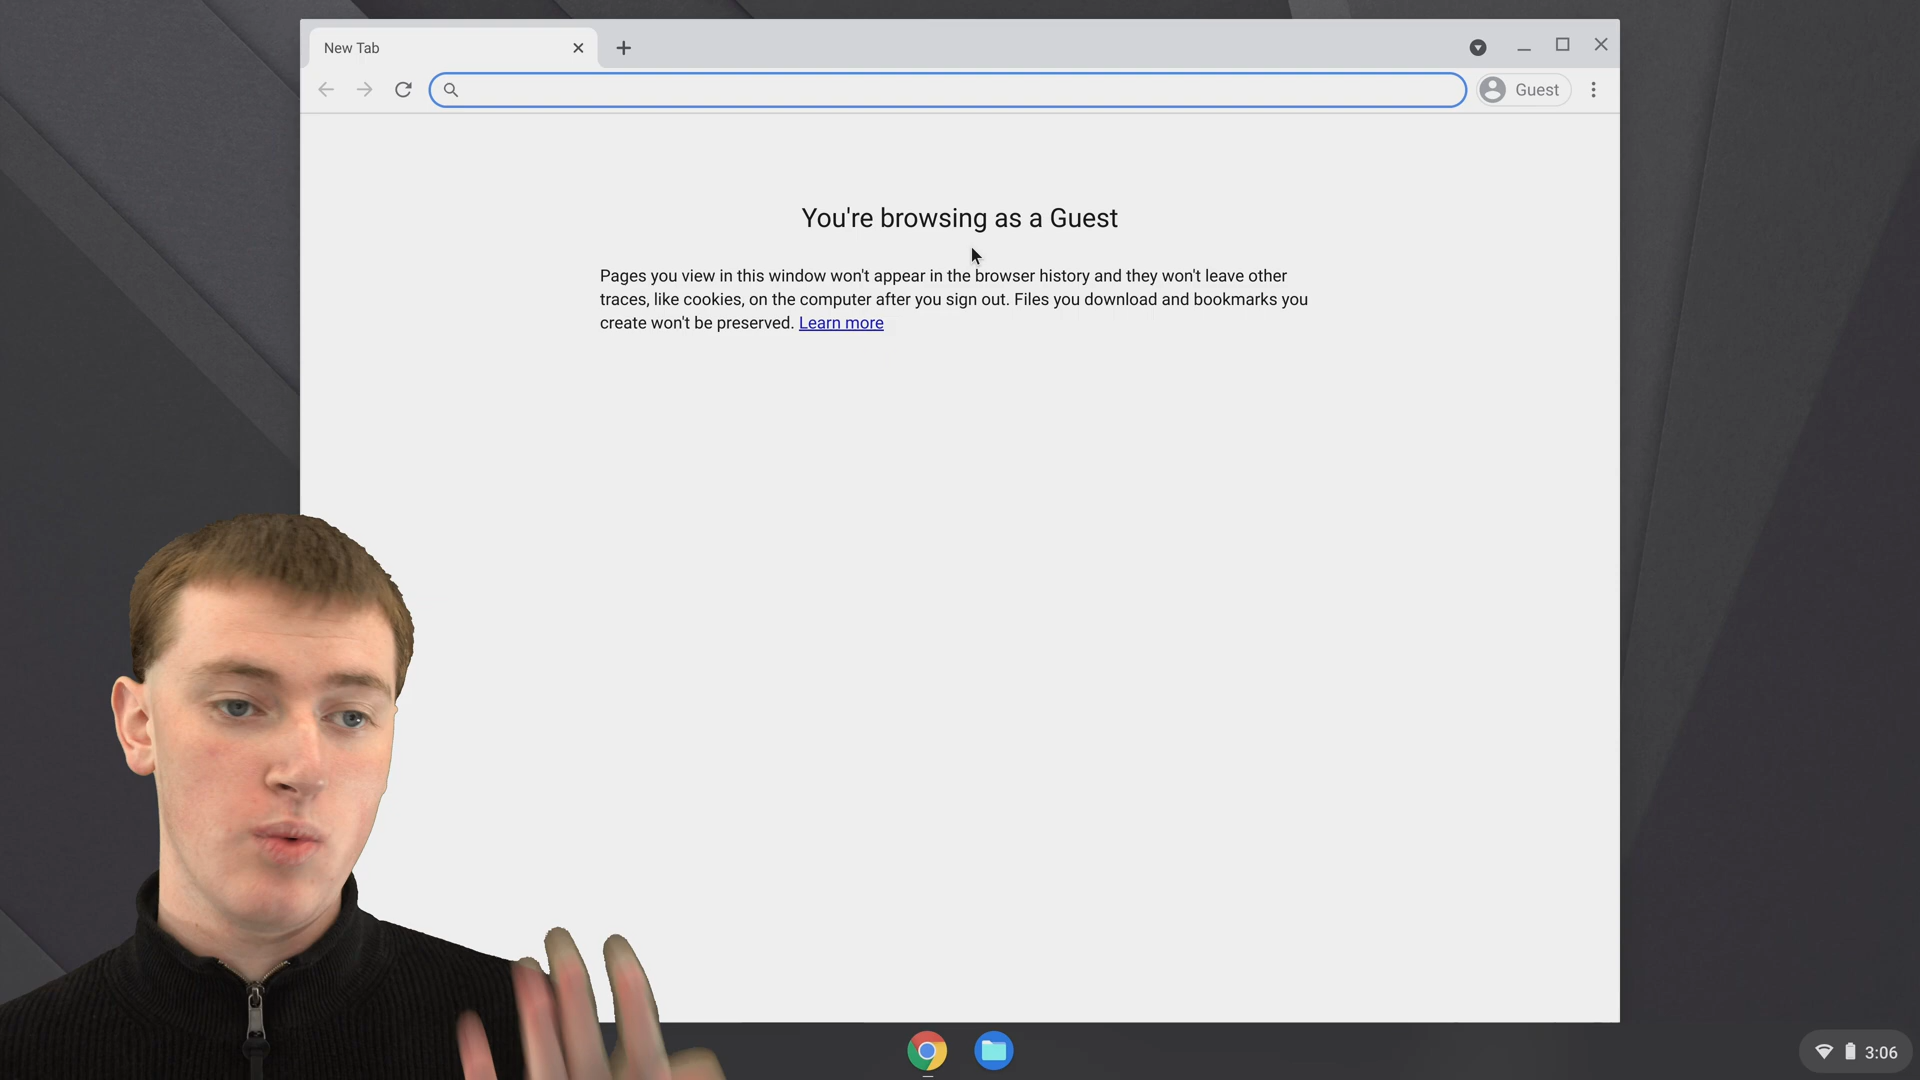 New Tab
Guest
You're browsing as a Guest
Pages you view in this window won't appear in the browser history and they won't leave other
traces, like cookies, on the computer after you sign out. Files you download and bookmarks you
create won't be preserved. Learn more
3:06